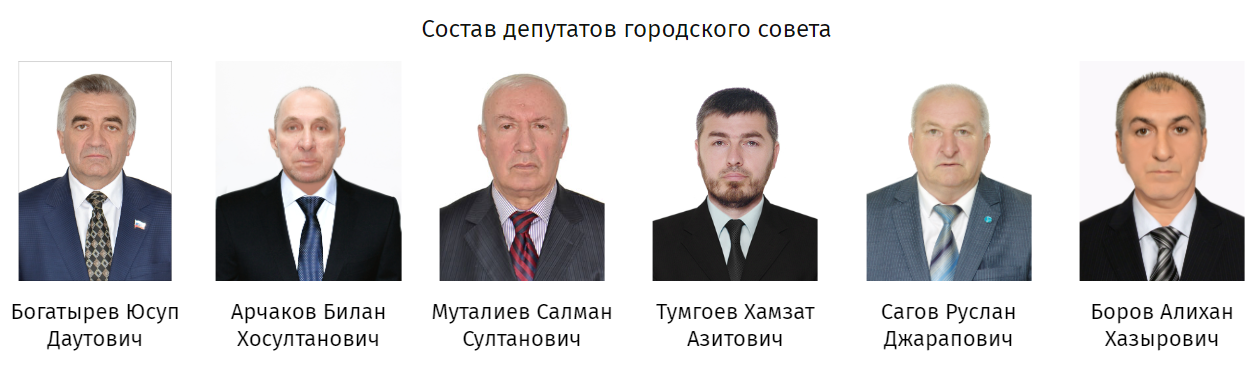 Состав депутатов городского совета
Богатырев Юсуп
Даутович
Арчаков Билан
Хосултанович
Муталиев Салман
Султанович
Тумгоев Хамзат
Азитович
Сагов Руслан
Джарапович
Боров Алихан
Хазырович